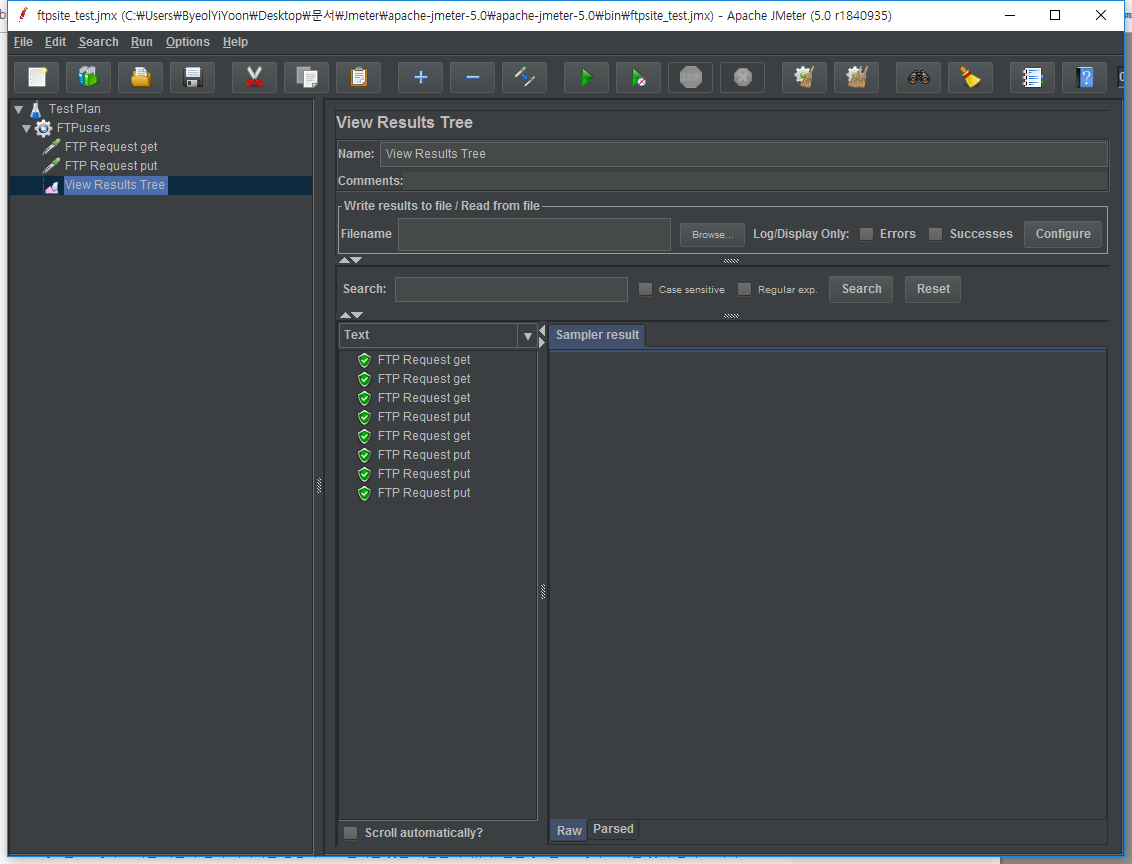 ftpsite_test.jmx (C:₩Users₩ByeolYiYoon₩Desktop₩문서₩Jmeter₩apache-jmeter-5.0₩apache-jmeter-5.0₩bin₩ftpsite_test.jmx) - Apache JMeter (5.0 r1840935)
File Edit Search Run Options Help
STOP
Test Plan
FTPusers
FTP Request get
FTP Request put
View Results Tree
View Results Tree
Name: View Results Tree
Comments:
Write results to file / Read from file
Filename Browse... Log/Display Only: Errors Successes Configure
Search: Case sensitive Regular exp. Search Reset
Text
Sampler result
FTP Request get
FTP Request get
FTP Request get
FTP Request put
FTP Request get
FTP Request put
FTP Request put
FTP Request put
Scroll automatically?
Raw Parsed